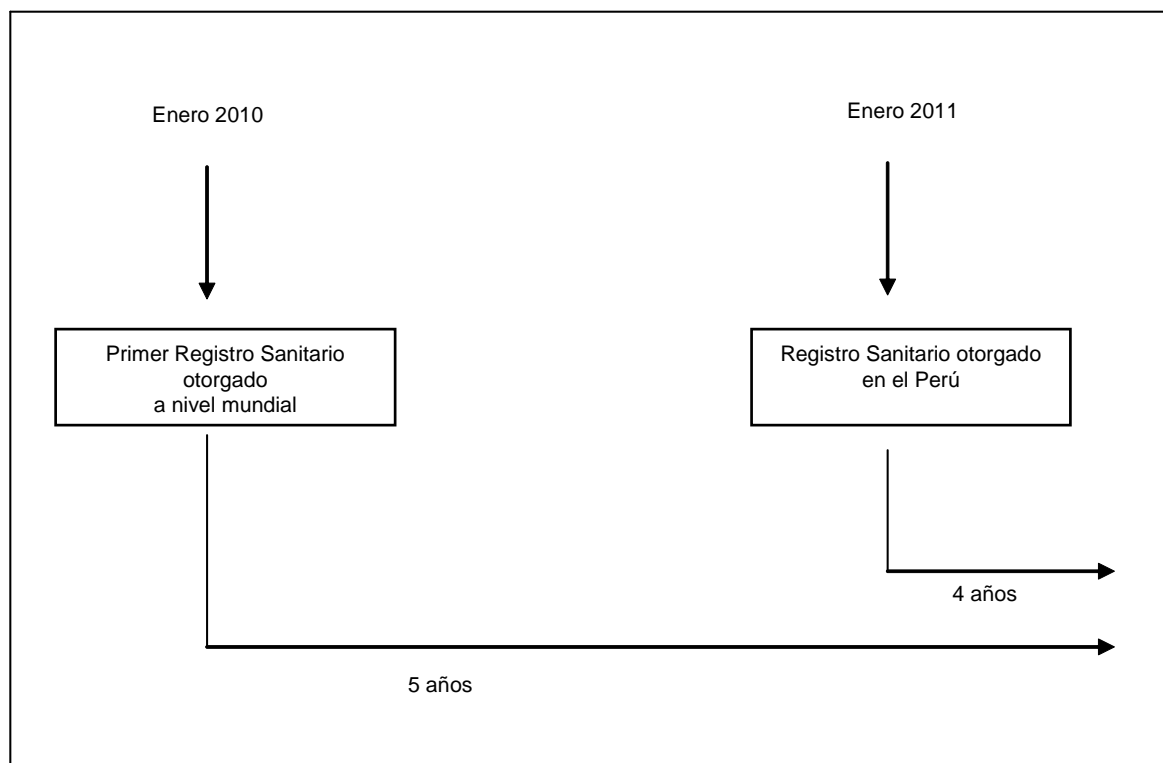 Enero 2010
Enero 2011
Primer Registro Sanitario
otorgado
a nivel mundial
Registro Sanitario otorgado
en el Perú
4 años
5 años